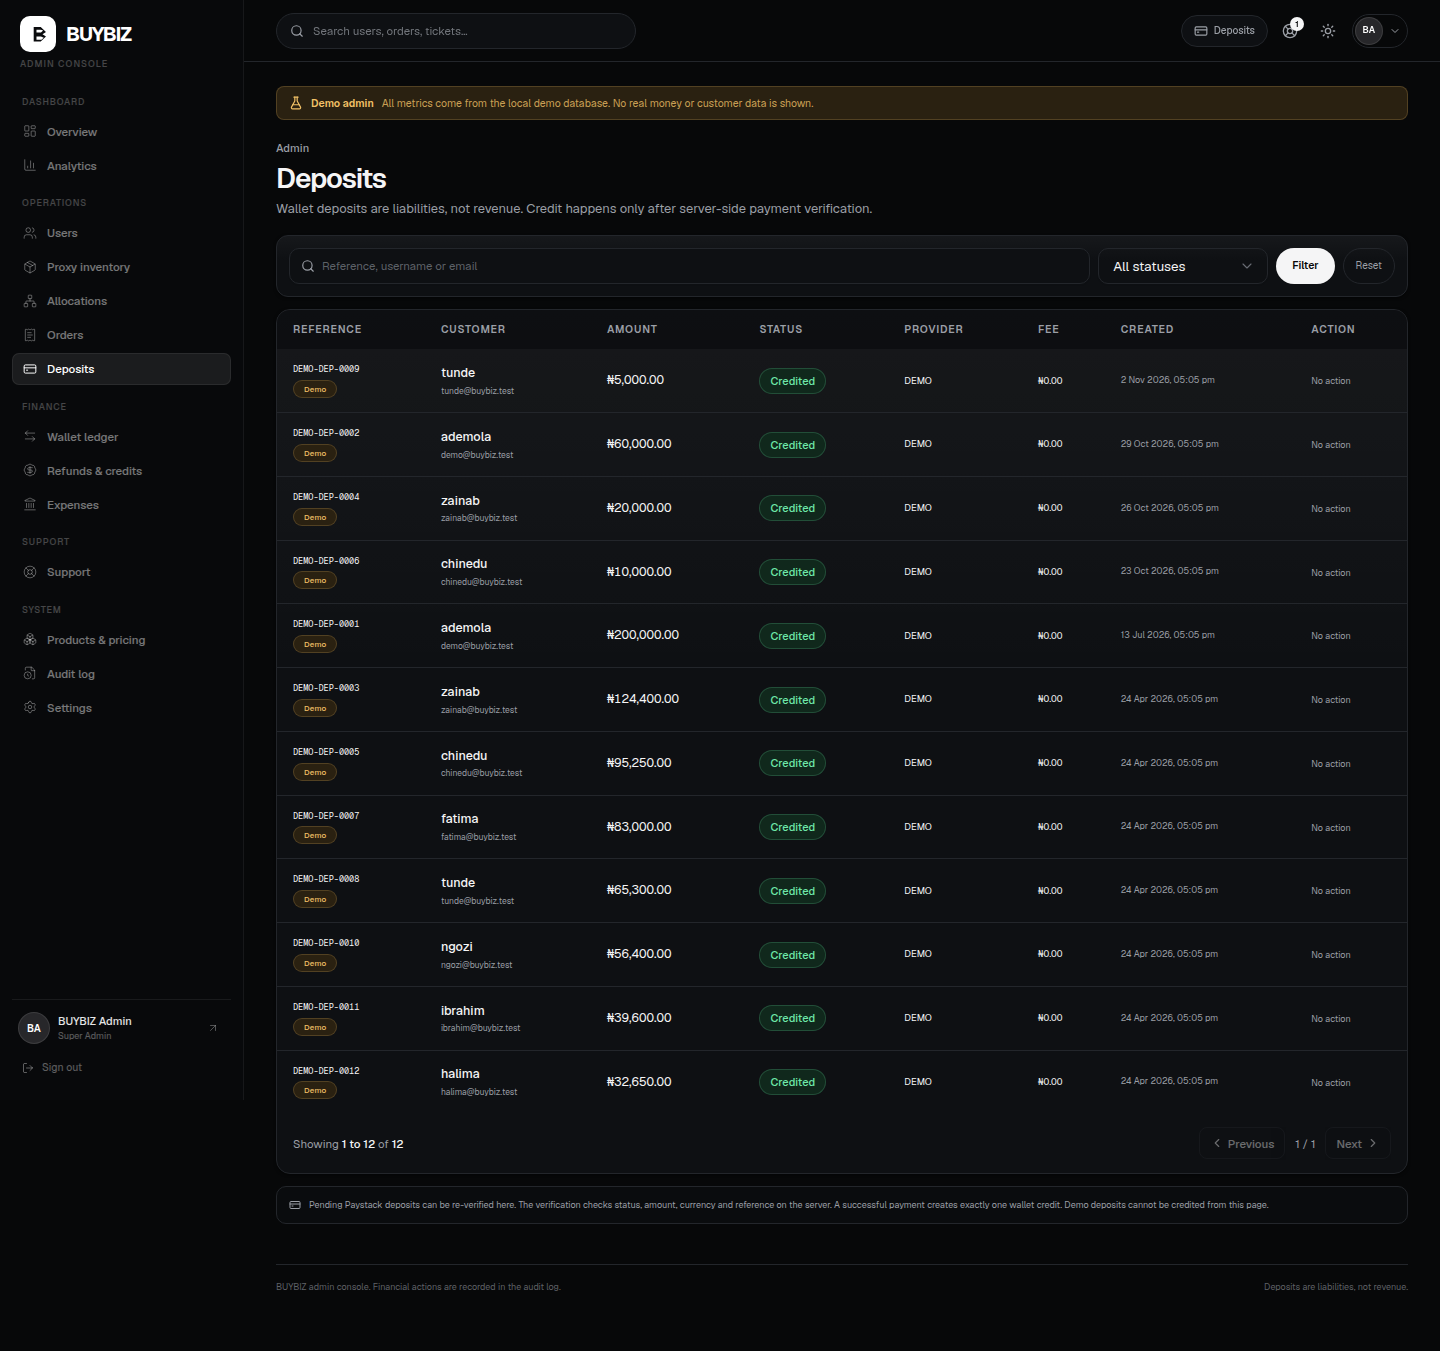 BUYBIZ
ADMIN CONSOLE
DASHBOARD
Overview
Analytics
OPERATIONS
Users
Proxy inventory
Allocations
Orders
Deposits
FINANCE
Wallet ledger
Refunds & credits
Expenses
SUPPORT
Support
SYSTEM
Products & pricing
Audit log
Settings
BA
BUYBIZ Admin
Super Admin
Sign out
Search users, orders, tickets...
Deposits
1
BA
Demo admin All metrics come from the local demo database. No real money or customer data is shown.
Admin
Deposits
Wallet deposits are liabilities, not revenue. Credit happens only after server-side payment verification.
Reference, username or email
All statuses
Filter
Reset
REFERENCE CUSTOMER AMOUNT STATUS PROVIDER FEE CREATED ACTION
DEMO-DEP-0009 tunde ₦5,000.00 Credited DEMO ₦0.00 2 Nov 2026, 05:05 pm No action
Demo tunde@buybiz.test
DEMO-DEP-0002 ademola ₦60,000.00 Credited DEMO ₦0.00 29 Oct 2026, 05:05 pm No action
Demo demo@buybiz.test
DEMO-DEP-0004 zainab ₦20,000.00 Credited DEMO ₦0.00 26 Oct 2026, 05:05 pm No action
Demo zainab@buybiz.test
DEMO-DEP-0006 chinedu ₦10,000.00 Credited DEMO ₦0.00 23 Oct 2026, 05:05 pm No action
Demo chinedu@buybiz.test
DEMO-DEP-0001 ademola ₦200,000.00 Credited DEMO ₦0.00 13 Jul 2026, 05:05 pm No action
Demo demo@buybiz.test
DEMO-DEP-0003 zainab ₦124,400.00 Credited DEMO ₦0.00 24 Apr 2026, 05:05 pm No action
Demo zainab@buybiz.test
DEMO-DEP-0005 chinedu ₦95,250.00 Credited DEMO ₦0.00 24 Apr 2026, 05:05 pm No action
Demo chinedu@buybiz.test
DEMO-DEP-0007 fatima ₦83,000.00 Credited DEMO ₦0.00 24 Apr 2026, 05:05 pm No action
Demo fatima@buybiz.test
DEMO-DEP-0008 tunde ₦65,300.00 Credited DEMO ₦0.00 24 Apr 2026, 05:05 pm No action
Demo tunde@buybiz.test
DEMO-DEP-0010 ngozi ₦56,400.00 Credited DEMO ₦0.00 24 Apr 2026, 05:05 pm No action
Demo ngozi@buybiz.test
DEMO-DEP-0011 ibrahim ₦39,600.00 Credited DEMO ₦0.00 24 Apr 2026, 05:05 pm No action
Demo ibrahim@buybiz.test
DEMO-DEP-0012 halima ₦32,650.00 Credited DEMO ₦0.00 24 Apr 2026, 05:05 pm No action
Demo halima@buybiz.test
Showing 1 to 12 of 12
Previous 1 / 1 Next
Pending Paystack deposits can be re-verified here. The verification checks status, amount, currency and reference on the server. A successful payment creates exactly one wallet credit. Demo deposits cannot be credited from this page.
BUYBIZ admin console. Financial actions are recorded in the audit log.
Deposits are liabilities, not revenue.